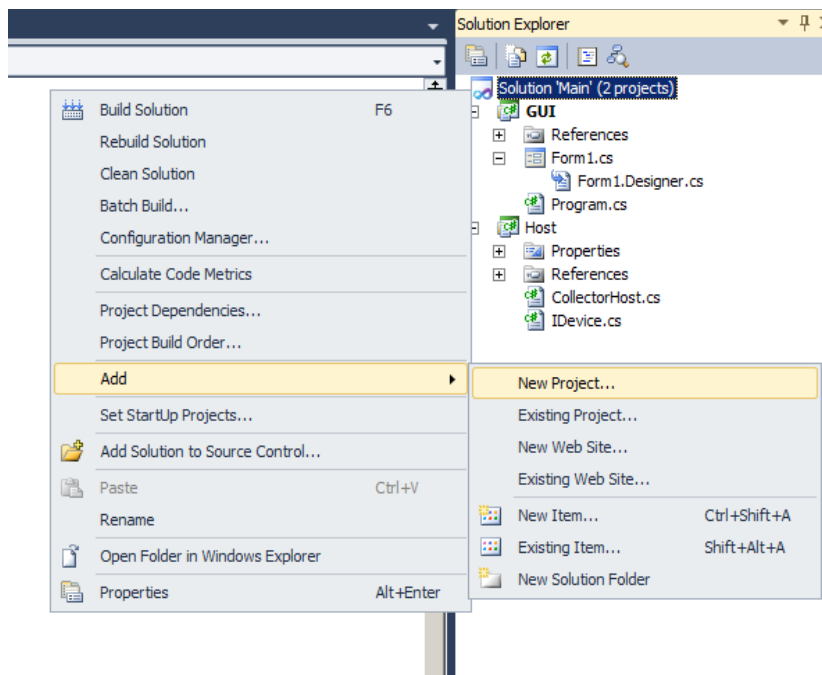 Solution Explorer
Solution 'Main' (2 projects)
GUI
References
Form1.cs
Form1.Designer.cs
Program.cs
Host
Properties
References
CollectorHost.cs
IDevice.cs
Build Solution F6
Rebuild Solution
Clean Solution
Batch Build...
Configuration Manager...
Calculate Code Metrics
Project Dependencies...
Project Build Order...
Add
Set StartUp Projects...
Add Solution to Source Control...
Paste Ctrl+V
Rename
Open Folder in Windows Explorer
Properties Alt+Enter
New Project...
Existing Project...
New Web Site...
Existing Web Site...
New Item... Ctrl+Shift+A
Existing Item... Shift+Alt+A
New Solution Folder